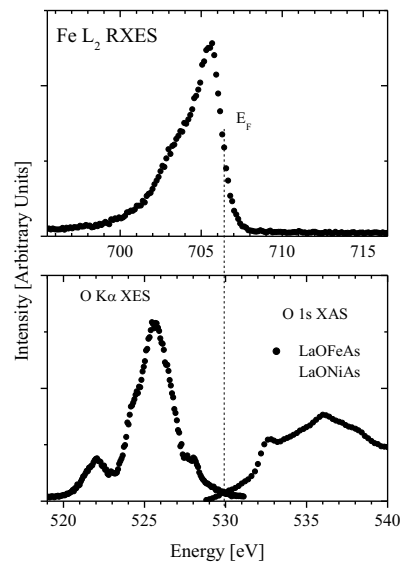 Fe L₂ RXES
E_F
700 705 710 715
Intensity [Arbitrary Units]
O Kα XES
O 1s XAS
LaOFeAs
LaONiAs
520 525 530 535 540
Energy [eV]